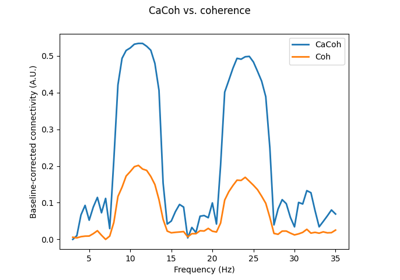 CaCoh vs. coherence
CaCoh
Coh
Baseline-corrected connectivity (A.U.)
0.5
0.4
0.3
0.2
0.1
0.0
5 10 15 20 25 30 35
Frequency (Hz)